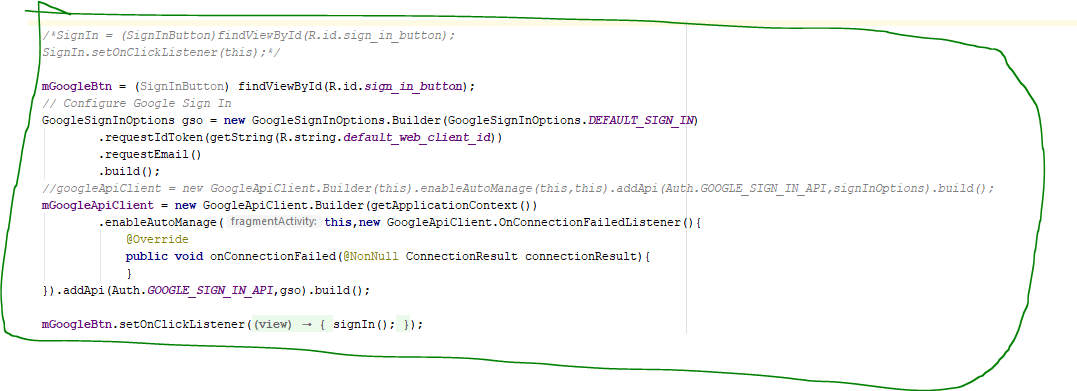 /*SignIn = (SignInButton)findViewById(R.id.sign_in_button);
SignIn.setOnClickListener(this);*/
mGoogleBtn = (SignInButton) findViewById(R.id.sign_in_button);
// Configure Google Sign In
GoogleSignInOptions gso = new GoogleSignInOptions.Builder(GoogleSignInOptions.DEFAULT_SIGN_IN)
.requestIdToken(getString(R.string.default_web_client_id))
.requestEmail()
.build();
//googleApiClient = new GoogleApiClient.Builder(this).enableAutoManage(this,this).addApi(Auth.GOOGLE_SIGN_IN_API,signInOptions).build();
mGoogleApiClient = new GoogleApiClient.Builder(getApplicationContext())
.enableAutoManage( fragmentActivity: this,new GoogleApiClient.OnConnectionFailedListener(){
@Override
public void onConnectionFailed(@NonNull ConnectionResult connectionResult){
}
}).addApi(Auth.GOOGLE_SIGN_IN_API,gso).build();
mGoogleBtn.setOnClickListener((view) → { signIn(); });